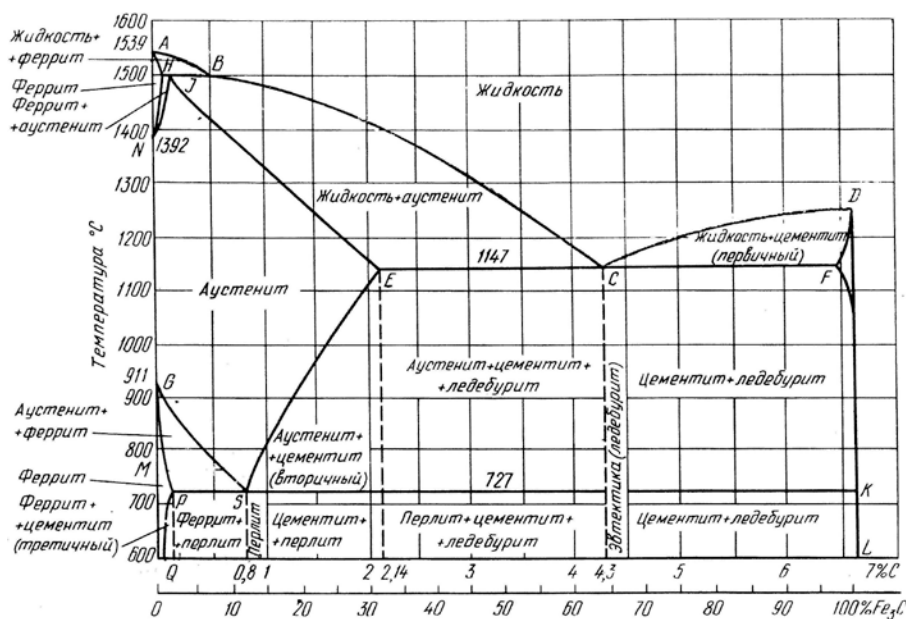 1600
1539
1500
1400
1300
1200
1100
1000
911
900
800
700
600
Температура °С
Жидкость+
+феррит
Феррит
Феррит+
+аустенит
N
1392
A
H
J
B
Жидкость
Жидкость+аустенит
D
Жидкость+цементит
(первичный)
1147
E
C
F
Аустенит
G
Аустенит+
+феррит
M
Феррит
Феррит+
+цементит
(третичный)
Аустенит+
+цементит
(вторичный)
Аустенит+цементит+
+ледебурит
Эвтектика (ледебурит)
Цементит+ледебурит
727
P
S
K
Феррит+
+перлит
Перлит
Цементит+
+перлит
Перлит+цементит+
+ледебурит
Цементит+ледебурит
L
Q
0,8
1
2
2,14
3
4
4,3
5
6
7%C
0
10
20
30
40
50
60
70
80
90
100%Fe3C